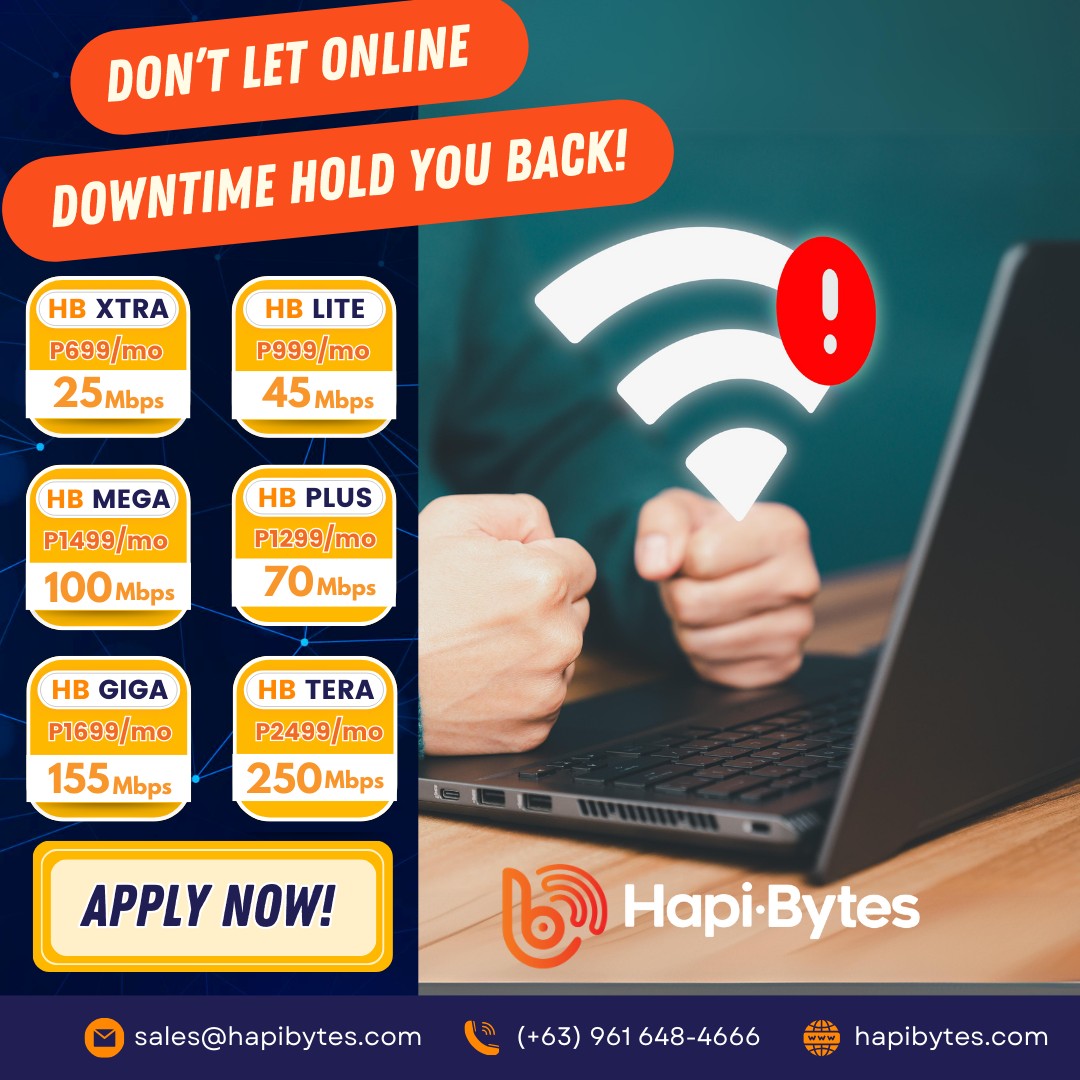 DON'T LET ONLINE
DOWNTIME HOLD YOU BACK!
HB XTRA
P699/mo
25Mbps
HB LITE
P999/mo
45Mbps
HB MEGA
P1499/mo
100Mbps
HB PLUS
P1299/mo
70Mbps
HB GIGA
P1699/mo
155Mbps
HB TERA
P2499/mo
250Mbps
APPLY NOW!
Hapi·Bytes
sales@hapibytes.com
(+63) 961 648-4666
www
hapibytes.com